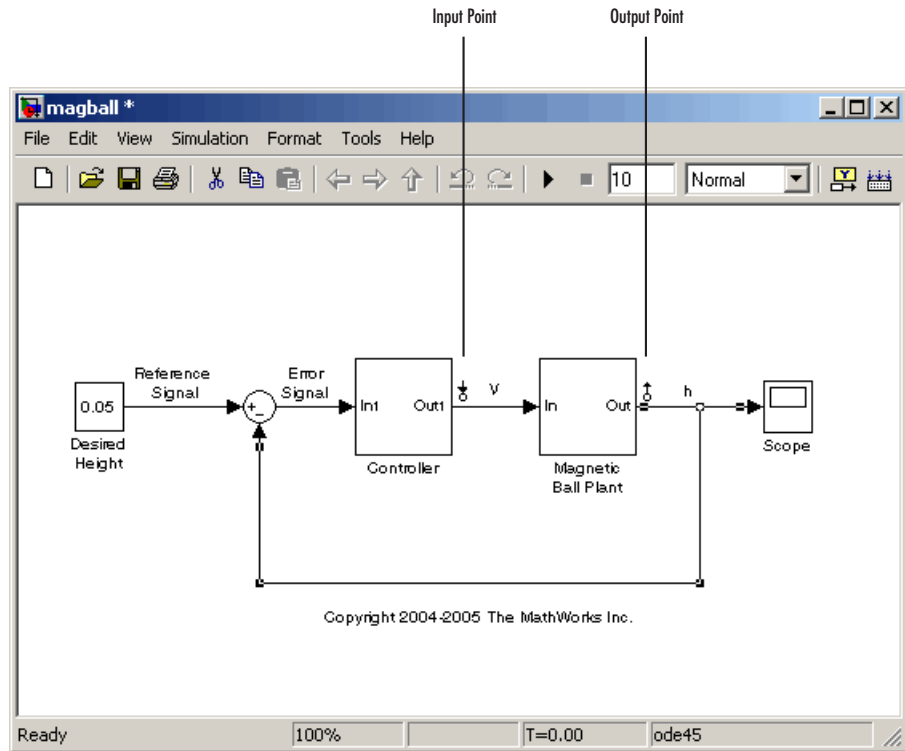 Input Point
Output Point
magball *
File Edit View Simulation Format Tools Help
10
Normal
Y
Reference
Signal
Error
Signal
0.05
Desired
Height
+
-
In1
Out1
Controller
V
In
Out
Magnetic
Ball Plant
h
Scope
Copyright 2004-2005 The MathWorks Inc.
Ready
100%
T=0.00
ode45